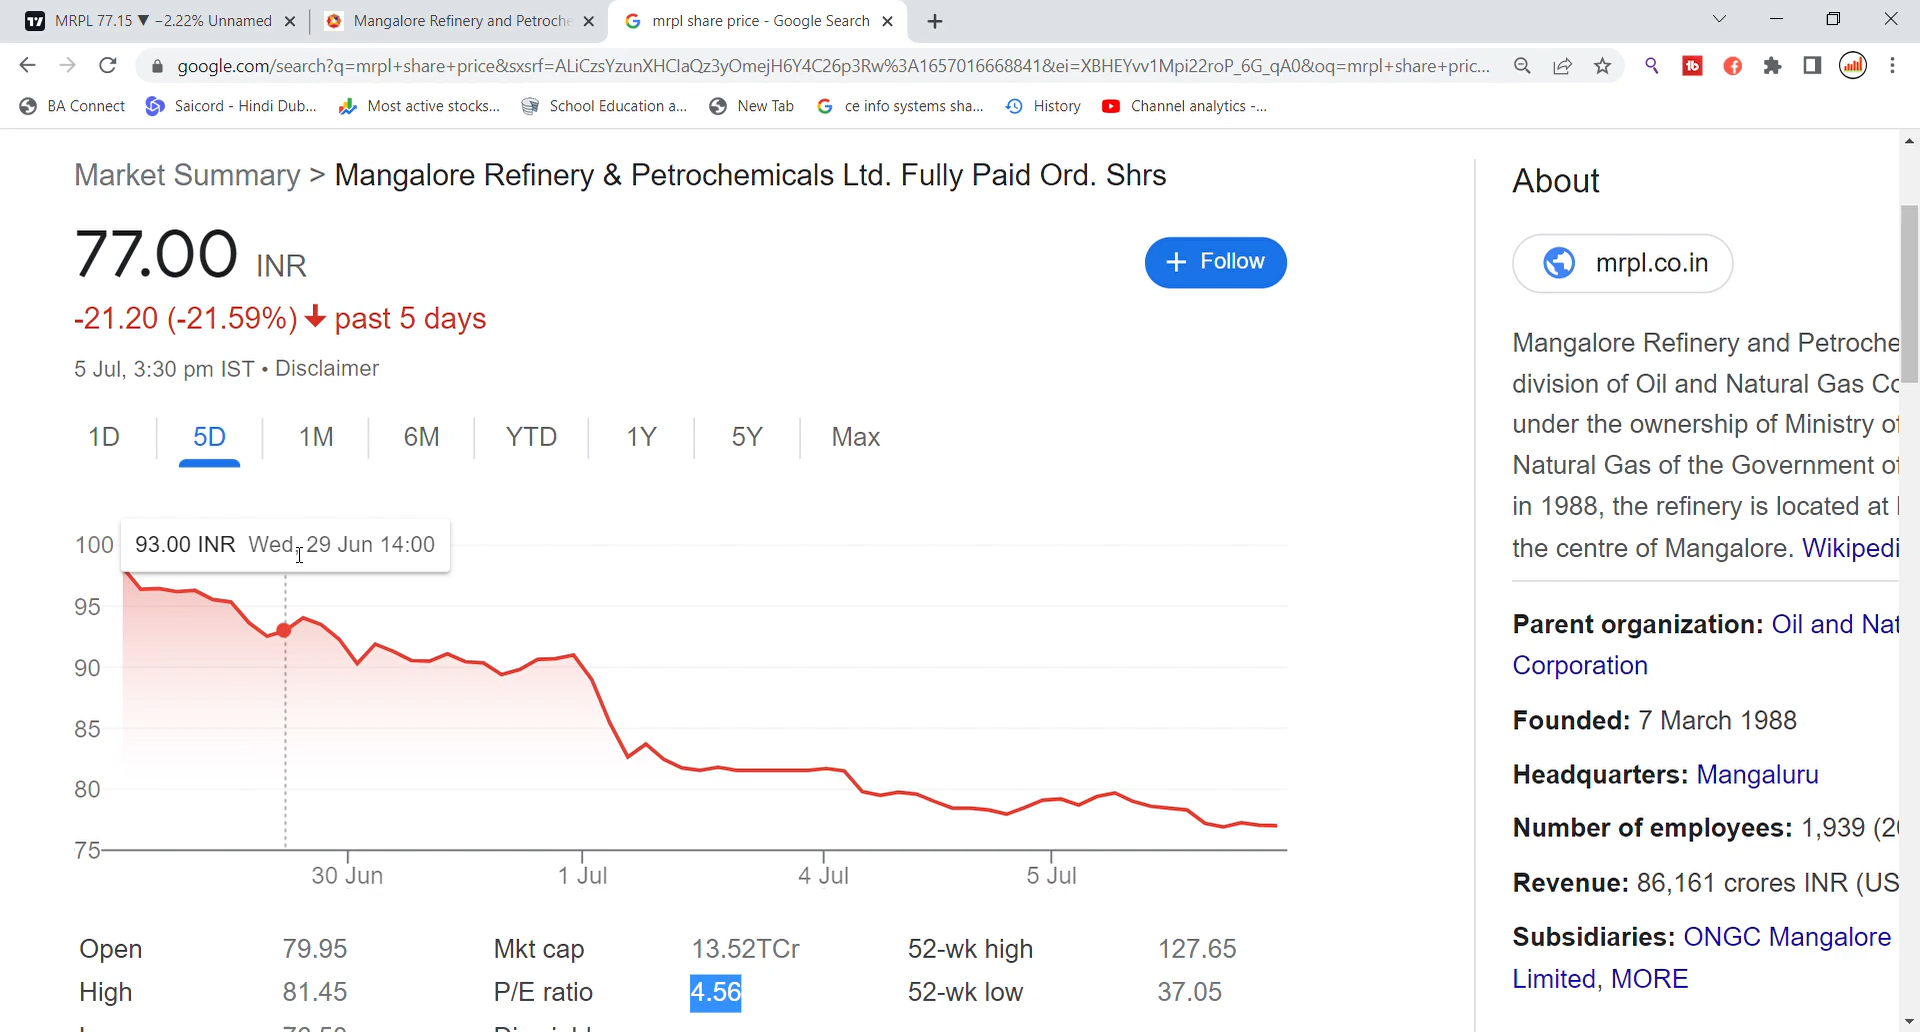 MRPL 77.15 ▼ −2.22% Unnamed
Mangalore Refinery and Petroche
mrpl share price - Google Search
google.com/search?q=mrpl+share+price&sxsrf=ALiCzsYzunXHCIaQz3yOmejH6Y4C26p3Rw%3A1657016668841&ei=XBHEYvv1Mpi22roP_6G_qA0&oq=mrpl+share+pric...
BA Connect
Saicord - Hindi Dub...
Most active stocks...
School Education a...
New Tab
ce info systems sha...
History
Channel analytics -...
Market Summary > Mangalore Refinery & Petrochemicals Ltd. Fully Paid Ord. Shrs
77.00 INR
+ Follow
-21.20 (-21.59%) past 5 days
5 Jul, 3:30 pm IST • Disclaimer
1D 5D 1M 6M YTD 1Y 5Y Max
93.00 INR Wed, 29 Jun 14:00
100
95
90
85
80
75
30 Jun 1 Jul 4 Jul 5 Jul
Open 79.95 Mkt cap 13.52TCr 52-wk high 127.65
High 81.45 P/E ratio 4.56 52-wk low 37.05
About
mrpl.co.in
Mangalore Refinery and Petroche
division of Oil and Natural Gas Co
under the ownership of Ministry of
Natural Gas of the Government of
in 1988, the refinery is located at
the centre of Mangalore. Wikipedi
Parent organization: Oil and Nat
Corporation
Founded: 7 March 1988
Headquarters: Mangaluru
Number of employees: 1,939 (20
Revenue: 86,161 crores INR (US
Subsidiaries: ONGC Mangalore
Limited, MORE